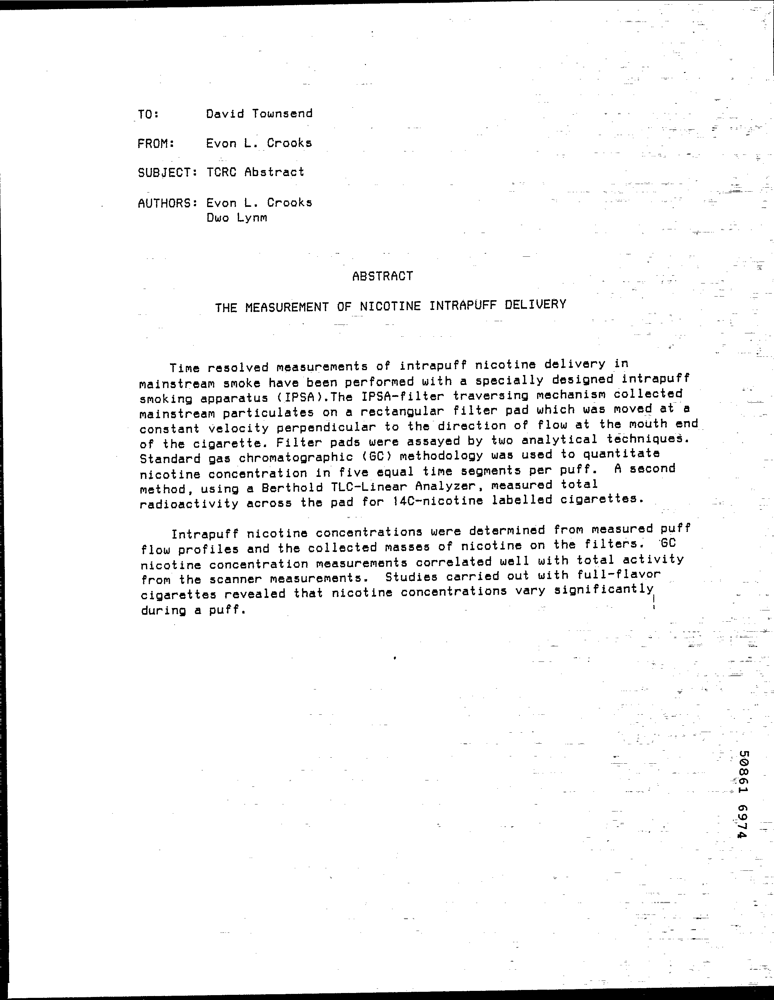 TO: David Townsend
FROM: Evon L. Crooks
SUBJECT: TCRC Abstract
AUTHORS: Evon L. Crooks
Dwo Lynm
ABSTRACT
THE MEASUREMENT OF NICOTINE INTRAPUFF DELIVERY
Time resolved measurements of intrapuff nicotine delivery in
mainstream smoke have been performed with a specially designed intrapuff
smoking apparatus (IPSA).The IPSA-filter traversing mechanism collected
mainstream particulates on a rectangular filter pad which was moved at a
constant velocity perpendicular to the direction of flow at the mouth end
of the cigarette. Filter pads were assayed by two analytical techniques.
Standard gas chromatographic (GC) methodology was used to quantitate
nicotine concentration in five equal time segments per puff. A second
method, using a Berthold TLC-Linear Analyzer, measured total
radioactivity across the pad for 14C-nicotine labelled cigarettes.
Intrapuff nicotine concentrations were determined from measured puff
flow profiles and the collected masses of nicotine on the filters. GC
nicotine concentration measurements correlated well with total activity
from the scanner measurements. Studies carried out with full-flavor
cigarettes revealed that nicotine concentrations vary significantly
during a puff.
50861 6974